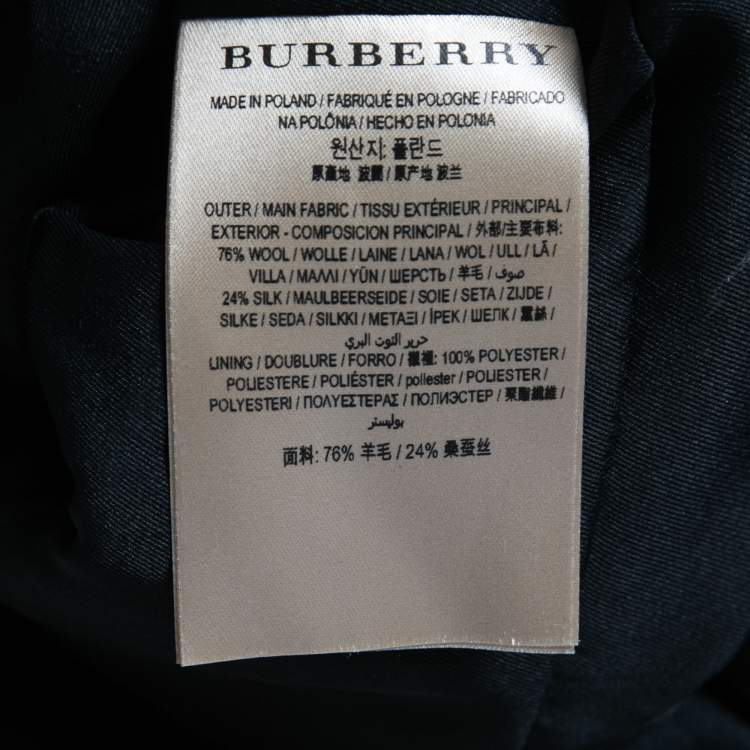 BURBERRY
MADE IN POLAND / FABRIQUÉ EN POLOGNE / FABRICADO
NA POLÔNIA / HECHO EN POLONIA
원산지: 폴란드
原產地 波蘭 / 原产地 波兰
OUTER / MAIN FABRIC / TISSU EXTÉRIEUR / PRINCIPAL /
EXTERIOR - COMPOSICION PRINCIPAL / 外部/主要布料:
76% WOOL / WOLLE / LAINE / LANA / WOL / ULL / LÃ /
VILLA / ΜΑΛΛΙ / YÜN / ШЕРСТЬ / 羊毛 / صوف /
24% SILK / MAULBEERSEIDE / SOIE / SETA / ZIJDE /
SILKE / SEDA / SILKKI / ΜΕΤΑΞΙ / İPEK / ШЕЛК / 蠶絲 /
حرير التوت البري
LINING / DOUBLURE / FORRO / 襯裡: 100% POLYESTER /
POLIESTERE / POLIÉSTER / poliester / POLIESTER /
POLYESTERI / ΠΟΛΥΕΣΤΕΡΑΣ / ПОЛИЭСТЕР / 聚酯纖維 /
بوليستر
面料: 76% 羊毛 / 24% 桑蚕丝